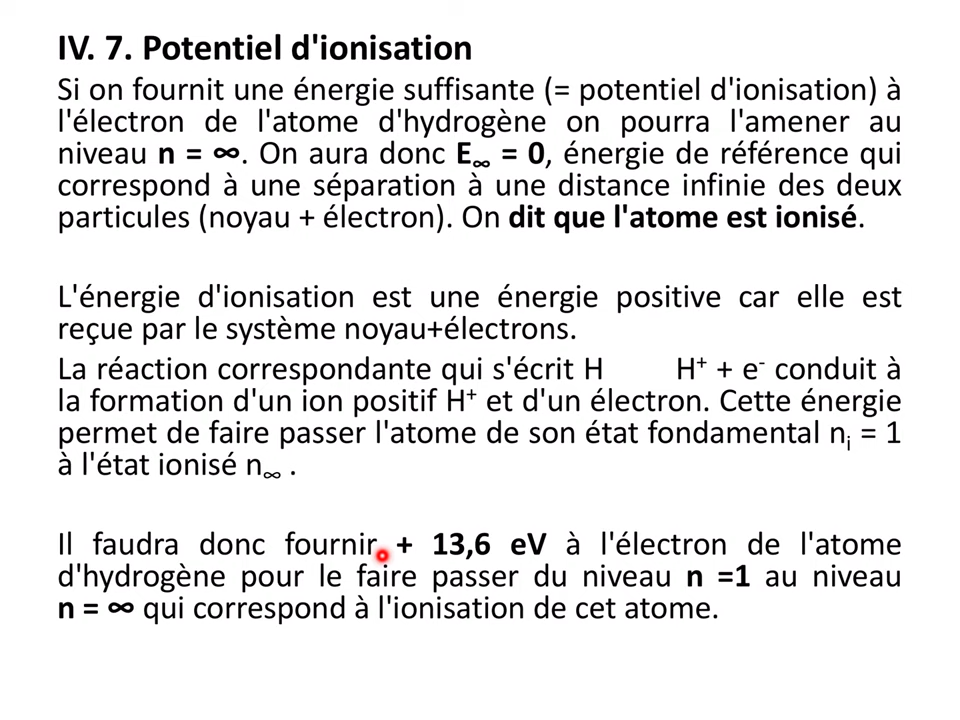 IV. 7. Potentiel d'ionisation
Si on fournit une énergie suffisante (= potentiel d'ionisation) à
l'électron de l'atome d'hydrogène on pourra l'amener au
niveau n = ∞. On aura donc E∞ = 0, énergie de référence qui
correspond à une séparation à une distance infinie des deux
particules (noyau + électron). On dit que l'atome est ionisé.
L'énergie d'ionisation est une énergie positive car elle est
reçue par le système noyau+électrons.
La réaction correspondante qui s'écrit H H⁺ + e⁻ conduit à
la formation d'un ion positif H⁺ et d'un électron. Cette énergie
permet de faire passer l'atome de son état fondamental nᵢ = 1
à l'état ionisé n∞ .
Il faudra donc fournir + 13,6 eV à l'électron de l'atome
d'hydrogène pour le faire passer du niveau n =1 au niveau
n = ∞ qui correspond à l'ionisation de cet atome.